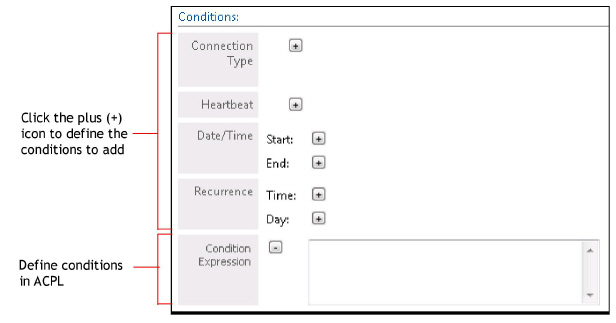 Conditions:
Connection
Type
+
Heartbeat
+
Click the plus (+)
icon to define the
conditions to add
Date/Time
Start: +
End: +
Recurrence
Time: +
Day: +
Define conditions
in ACPL
Condition
Expression
-